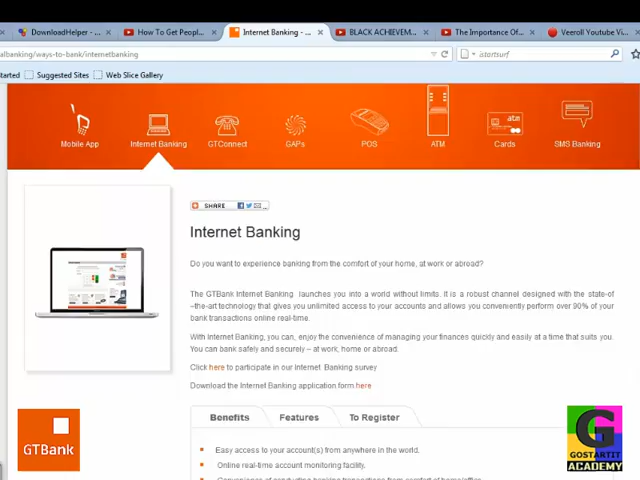 DownloadHelper - ...
How To Get Peopl...
Internet Banking - ...
BLACK ACHIEVEM...
The Importance Of...
Veeroll Youtube Vi...
albanking/ways-to-bank/internetbanking
istartsurf
started
Suggested Sites
Web Slice Gallery
atm
Mobile App
Internet Banking
GTConnect
GAPs
POS
ATM
Cards
SMS Banking
SHARE
Internet Banking
Do you want to experience banking from the comfort of your home, at work or abroad?
The GTBank Internet Banking launches you into a world without limits. It is a robust channel designed with the state-of
–the-art technology that gives you unlimited access to your accounts and allows you conveniently perform over 90% of your
bank transactions online real-time.
With Internet Banking, you can, enjoy the convenience of managing your finances quickly and easily at a time that suits you.
You can bank safely and securely – at work, home or abroad.
Click here to participate in our Internet Banking survey
Download the Internet Banking application form here
Benefits
Features
To Register
Easy access to your account(s) from anywhere in the world.
Online real-time account monitoring facility.
GTBank
G
GOSTARTIT
ACADEMY